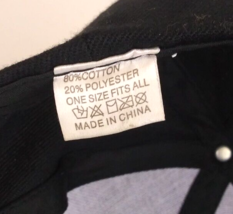 80%COTTON
20% POLYESTER
ONE SIZE FITS ALL
MADE IN CHINA